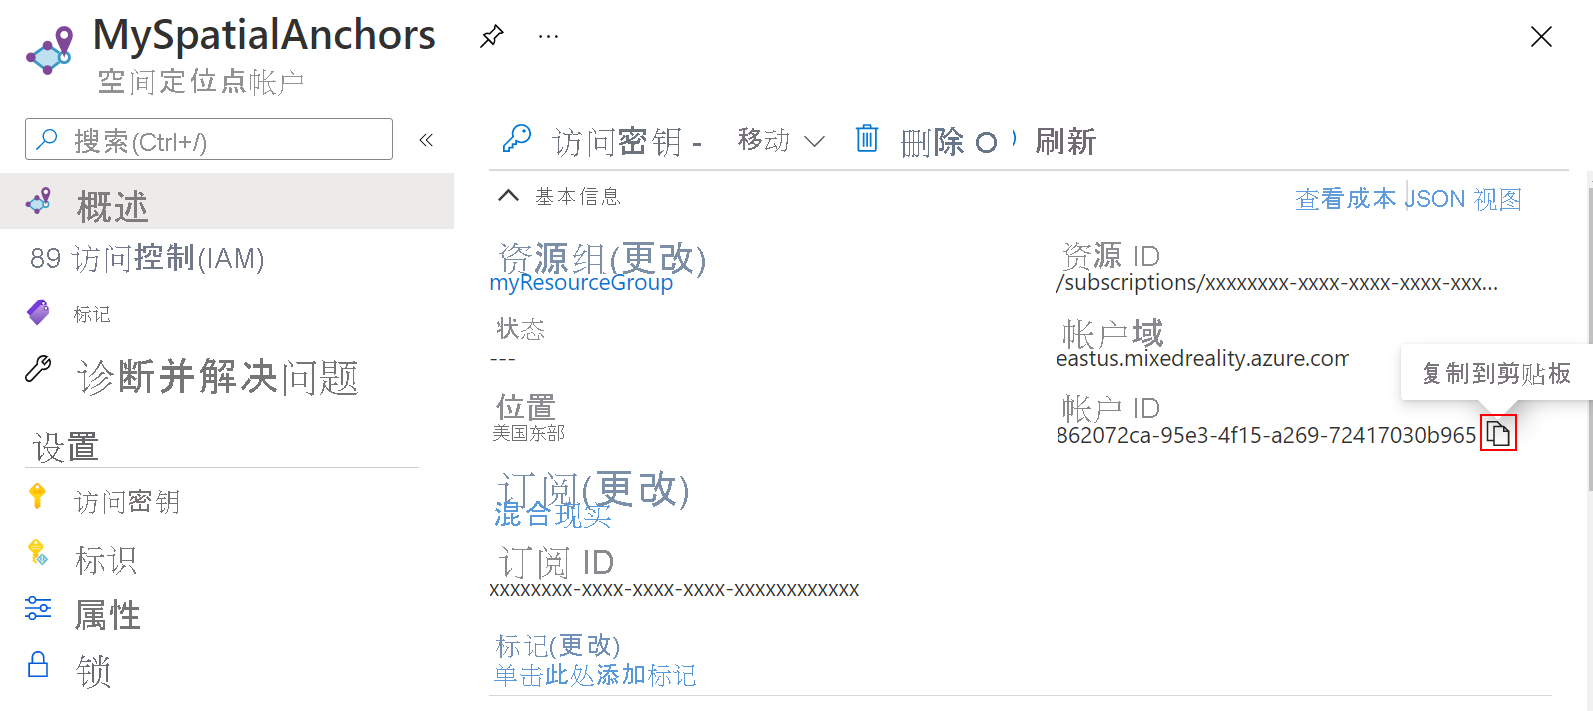 MySpatialAnchors
空间定位点帐户
搜索(Ctrl+/)
概述
89 访问控制(IAM)
标记
诊断并解决问题
设置
访问密钥
标识
属性
锁
访问密钥 - 移动 删除 刷新
基本信息
查看成本 JSON 视图
资源组(更改)
myResourceGroup
状态
---
位置
美国东部
订阅(更改)
混合现实
订阅 ID
xxxxxxxx-xxxx-xxxx-xxxx-xxxxxxxxxxxx
标记(更改)
单击此处添加标记
资源 ID
/subscriptions/xxxxxxxx-xxxx-xxxx-xxxx-xxx...
帐户域
eastus.mixedreality.azure.com
复制到剪贴板
帐户 ID
862072ca-95e3-4f15-a269-72417030b965